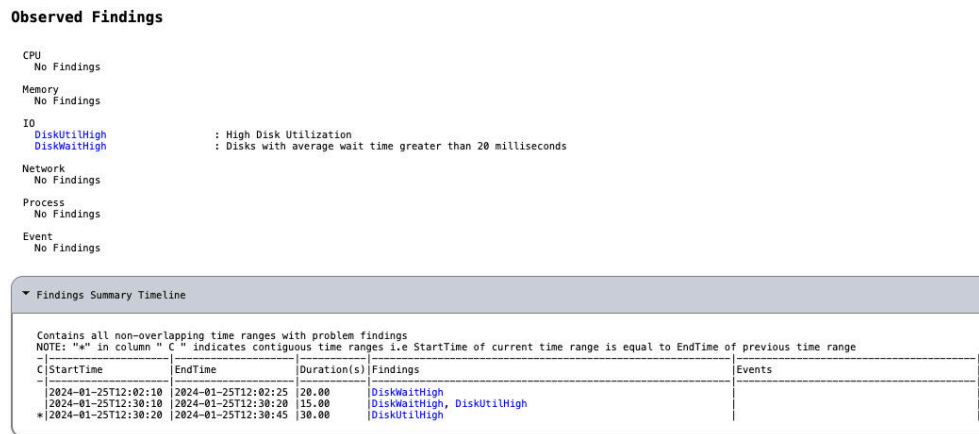 Observed Findings
CPU
No Findings
Memory
No Findings
IO
DiskUtilHigh : High Disk Utilization
DiskWaitHigh : Disks with average wait time greater than 20 milliseconds
Network
No Findings
Process
No Findings
Event
No Findings
Findings Summary Timeline
Contains all non-overlapping time ranges with problem findings
NOTE: "*" in column " C " indicates contiguous time ranges i.e StartTime of current time range is equal to EndTime of previous time range
C|StartTime |EndTime |Duration(s)|Findings |Events
|2024-01-25T12:02:10 |2024-01-25T12:02:25 |20.00 |DiskWaitHigh |
|2024-01-25T12:30:10 |2024-01-25T12:30:20 |15.00 |DiskWaitHigh, DiskUtilHigh |
*|2024-01-25T12:30:20 |2024-01-25T12:30:45 |30.00 |DiskUtilHigh |